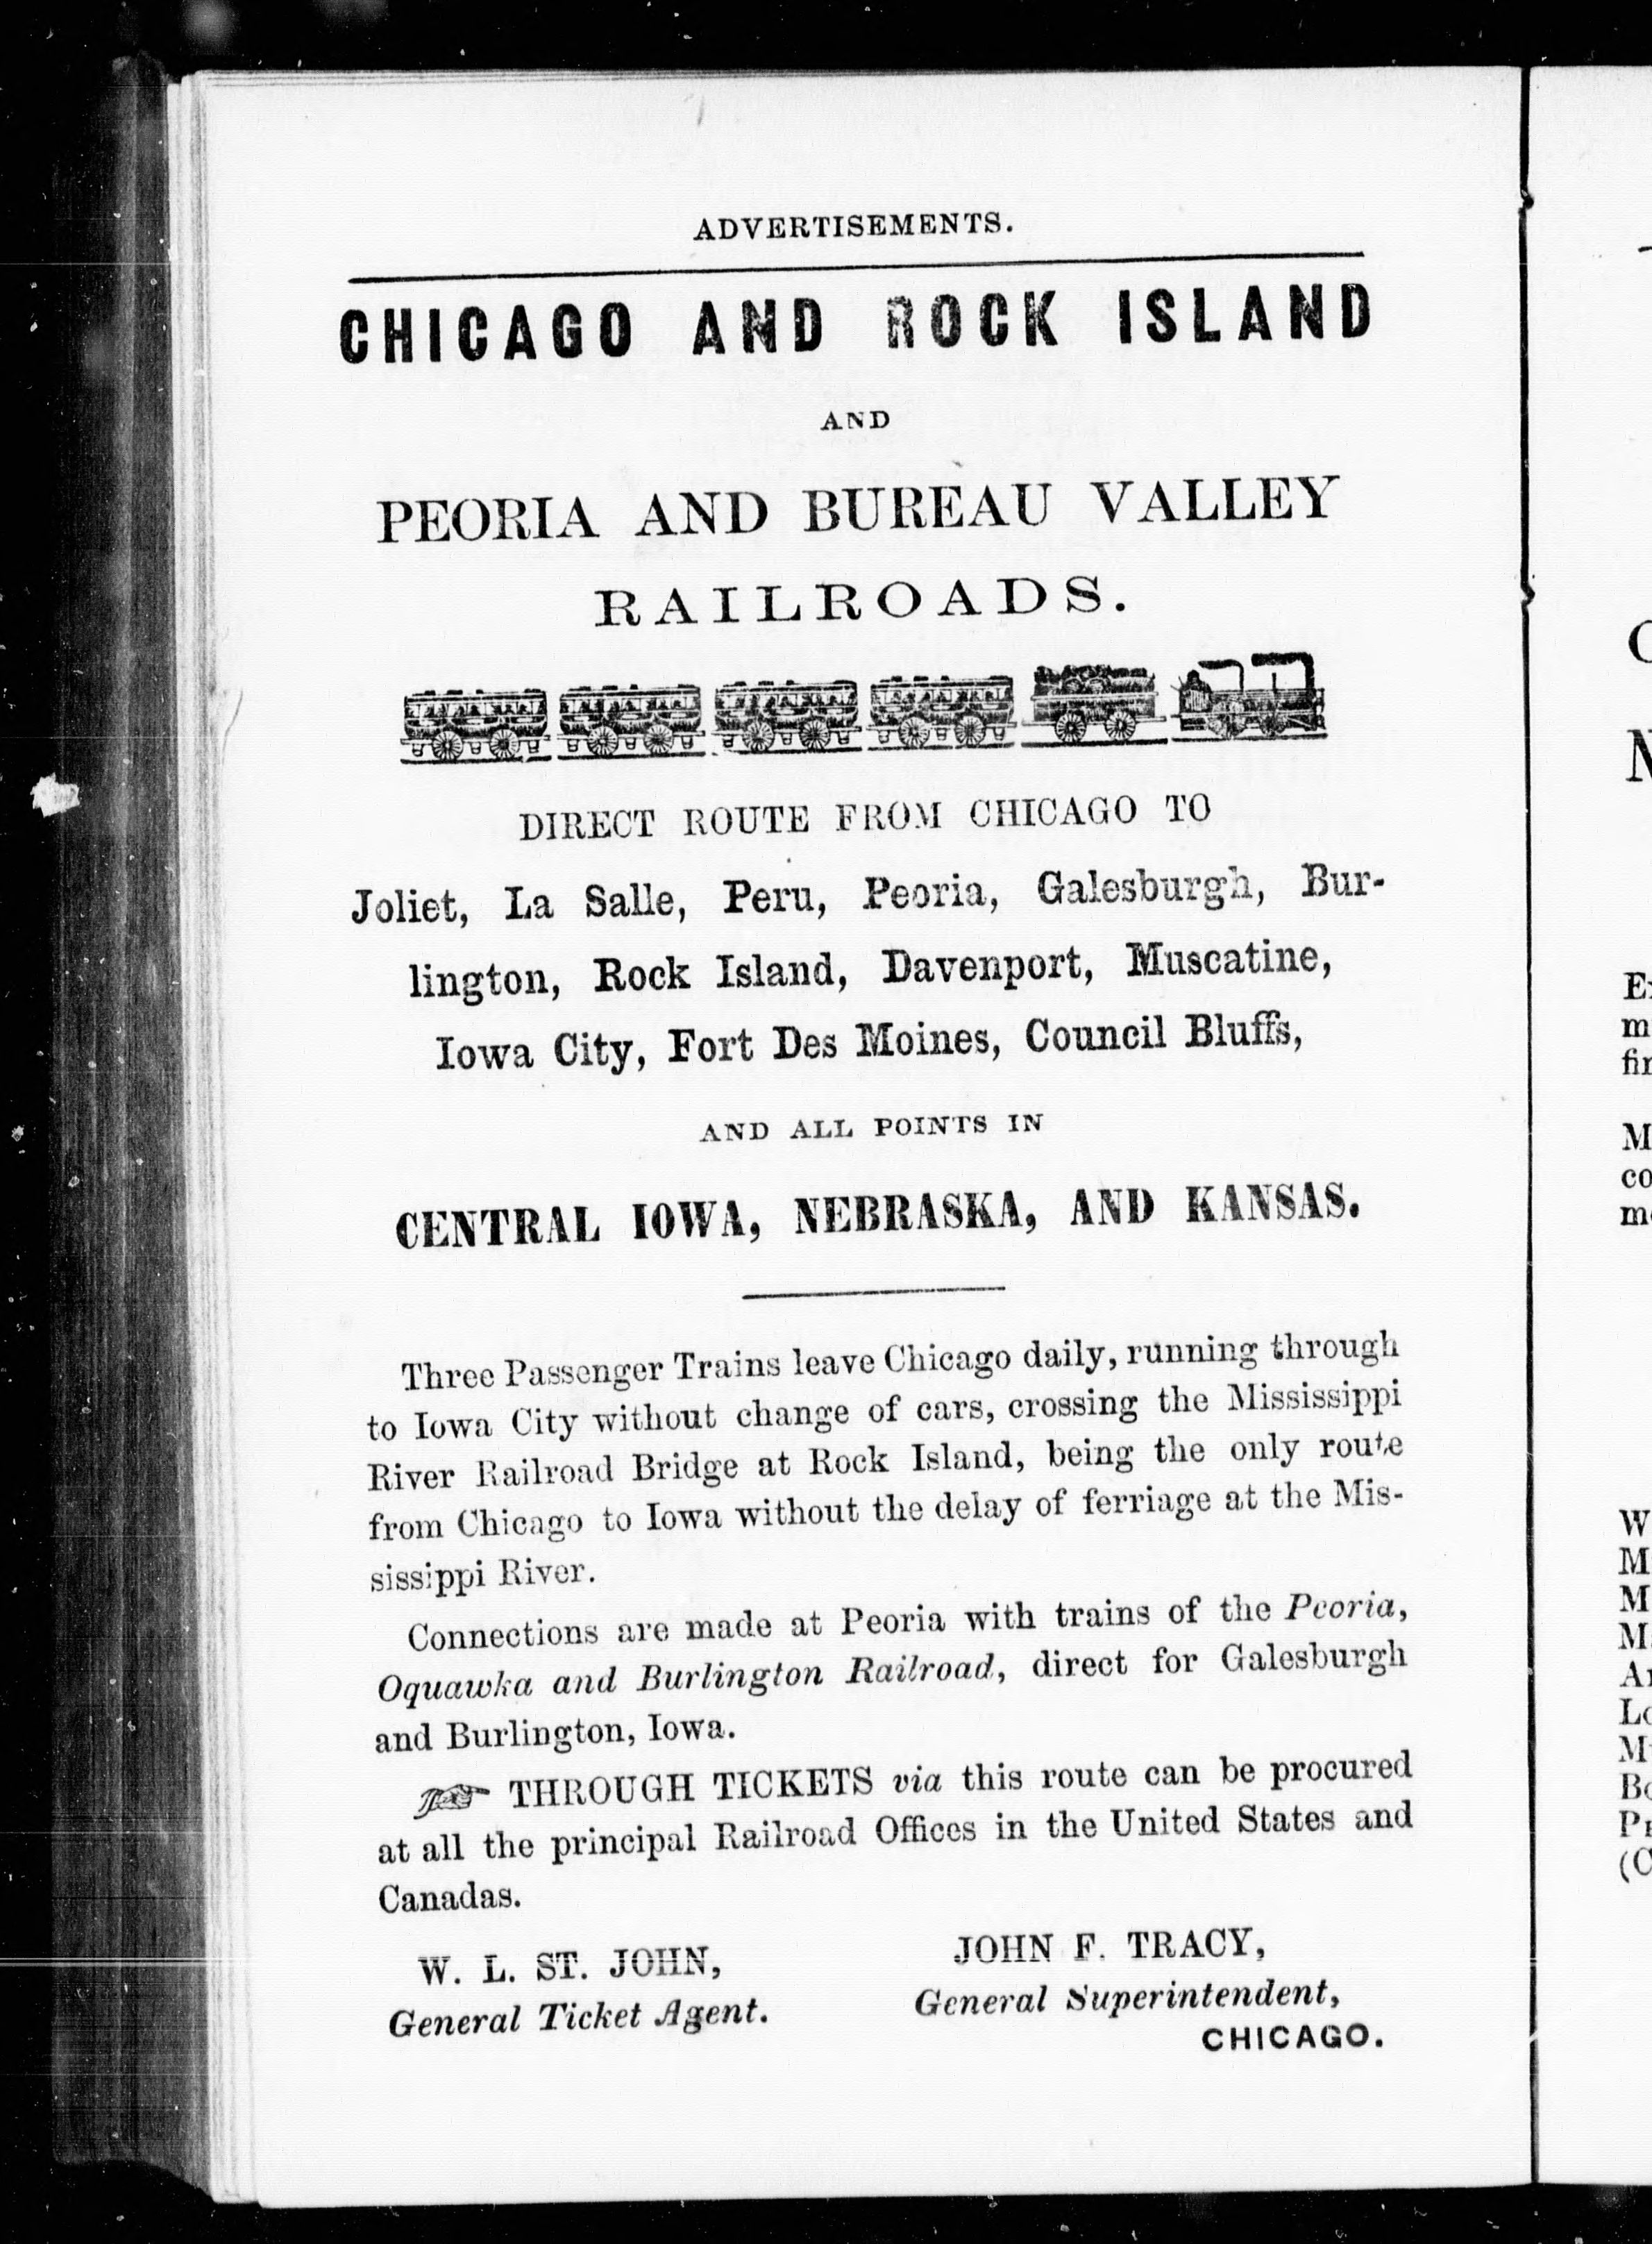 ADVERTISEMENTS.
CHICAGO AND ROCK ISLAND
AND
PEORIA AND BUREAU VALLEY
RAILROADS.
DIRECT ROUTE FROM CHICAGO TO
Joliet, La Salle, Peru, Peoria, Galesburgh, Bur-
lington, Rock Island, Davenport, Muscatine,
Iowa City, Fort Des Moines, Council Bluffs,
AND ALL POINTS IN
CENTRAL IOWA, NEBRASKA, AND KANSAS.
Three Passenger Trains leave Chicago daily, running through
to Iowa City without change of cars, crossing the Mississippi
River Railroad Bridge at Rock Island, being the only route
from Chicago to Iowa without the delay of ferriage at the Mis-
sissippi River.
Connections are made at Peoria with trains of the Peoria,
Oquawka and Burlington Railroad, direct for Galesburgh
and Burlington, Iowa.
☞ THROUGH TICKETS via this route can be procured
at all the principal Railroad Offices in the United States and
Canadas.
W. L. ST. JOHN,
General Ticket Agent.
JOHN F. TRACY,
General Superintendent,
CHICAGO.